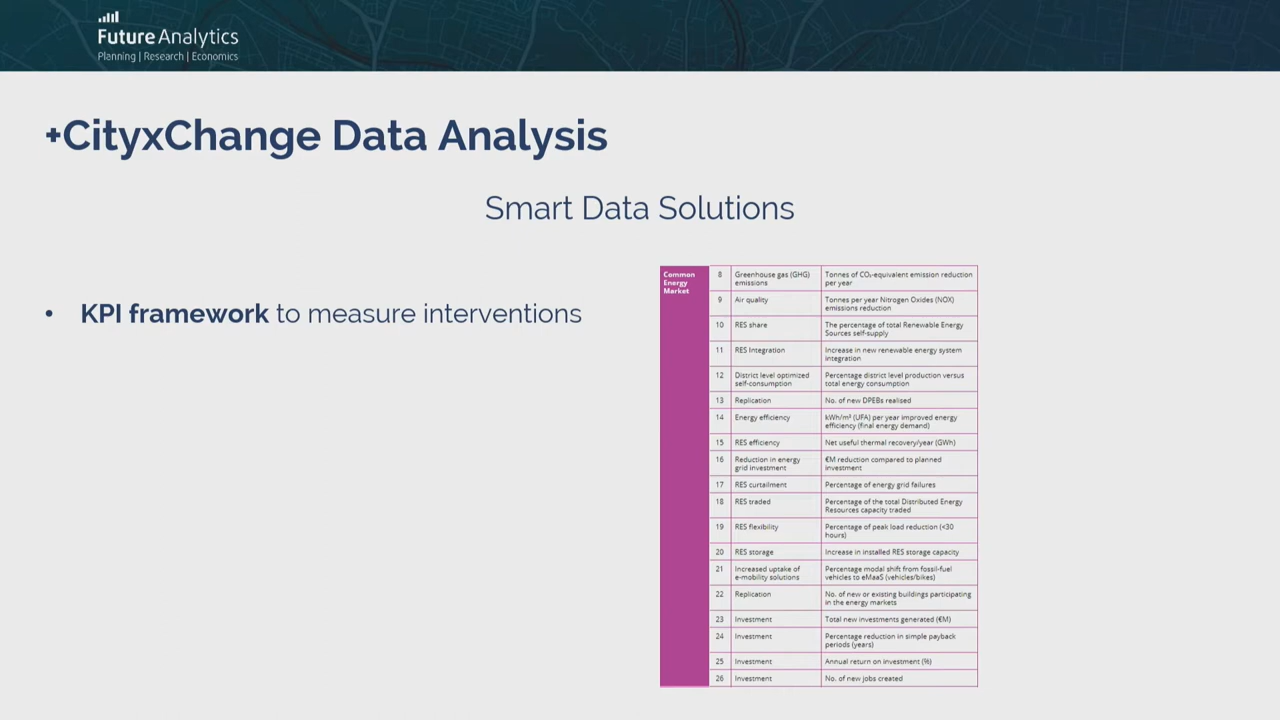 Future Analytics
Planning | Research | Economics
+CityxChange Data Analysis
Smart Data Solutions
• KPI framework to measure interventions
Common
Energy
Market
8 Greenhouse gas (GHG) emissions Tonnes of CO₂-equivalent emission reduction per year
9 Air quality Tonnes per year Nitrogen Oxides (NOX) emissions reduction
10 RES share The percentage of total Renewable Energy Sources self-supply
11 RES Integration Increase in new renewable energy system integration
12 District level optimized self-consumption Percentage district level production versus total energy consumption
13 Replication No. of new DPEBs realised
14 Energy efficiency kWh/m² (UFA) per year improved energy efficiency (final energy demand)
15 RES efficiency Net useful thermal recovery/year (GWh)
16 Reduction in energy grid investment €M reduction compared to planned investment
17 RES curtailment Percentage of energy grid failures
18 RES traded Percentage of the total Distributed Energy Resources capacity traded
19 RES flexibility Percentage of peak load reduction (<30 hours)
20 RES storage Increase in installed RES storage capacity
21 Increased uptake of e-mobility solutions Percentage modal shift from fossil-fuel vehicles to eMaaS (vehicles/bikes)
22 Replication No. of new or existing buildings participating in the energy markets
23 Investment Total new investments generated (€M)
24 Investment Percentage reduction in simple payback periods (years)
25 Investment Annual return on investment (%)
26 Investment No. of new jobs created